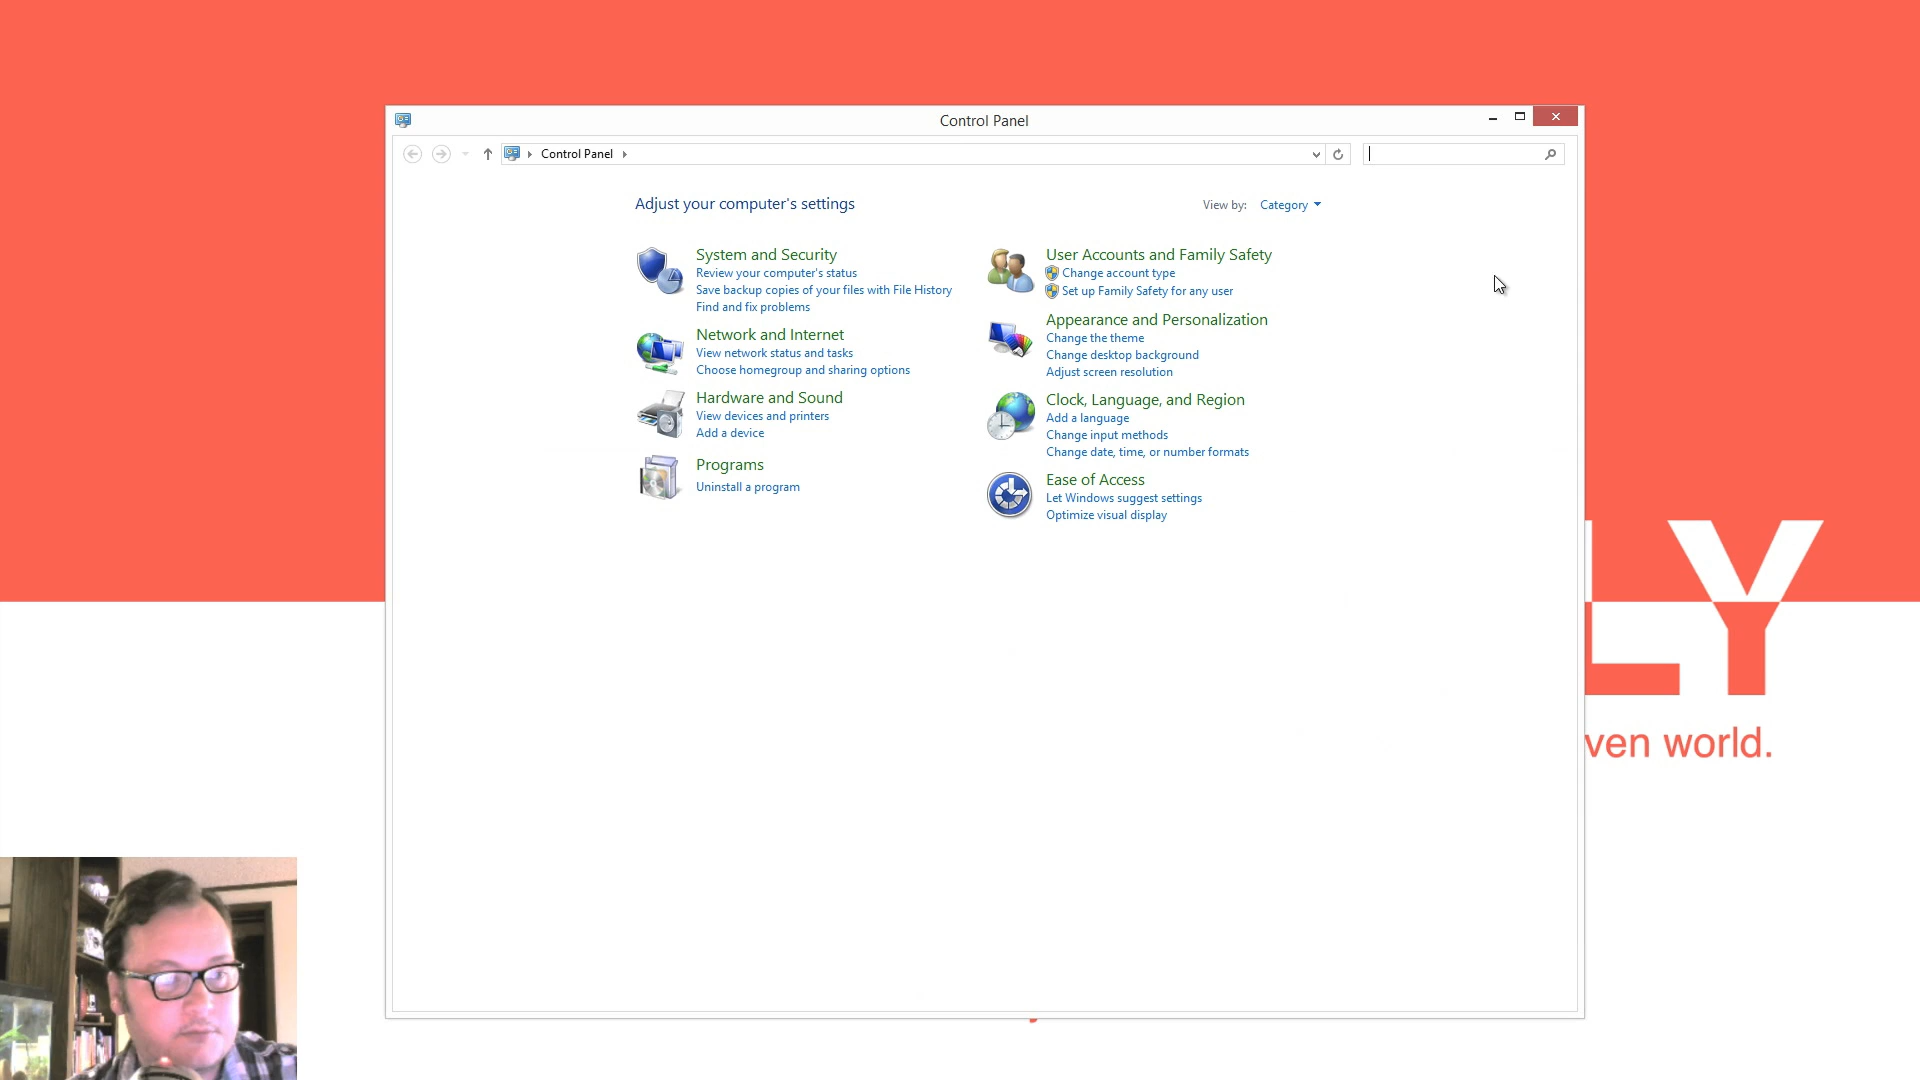 Control Panel
Control Panel
Adjust your computer's settings
View by: Category
System and Security
Review your computer's status
Save backup copies of your files with File History
Find and fix problems
Network and Internet
View network status and tasks
Choose homegroup and sharing options
Hardware and Sound
View devices and printers
Add a device
Programs
Uninstall a program
User Accounts and Family Safety
Change account type
Set up Family Safety for any user
Appearance and Personalization
Change the theme
Change desktop background
Adjust screen resolution
Clock, Language, and Region
Add a language
Change input methods
Change date, time, or number formats
Ease of Access
Let Windows suggest settings
Optimize visual display
LY
ven world.